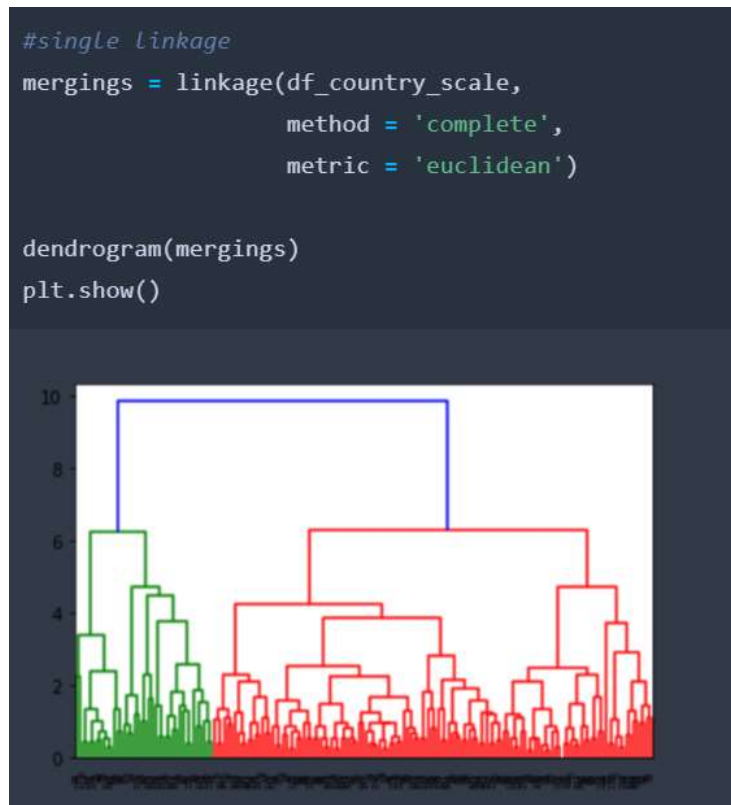 #single linkage
mergings = linkage(df_country_scale,
method = 'complete',
metric = 'euclidean')
dendrogram(mergings)
plt.show()
10
8
6
4
2
0